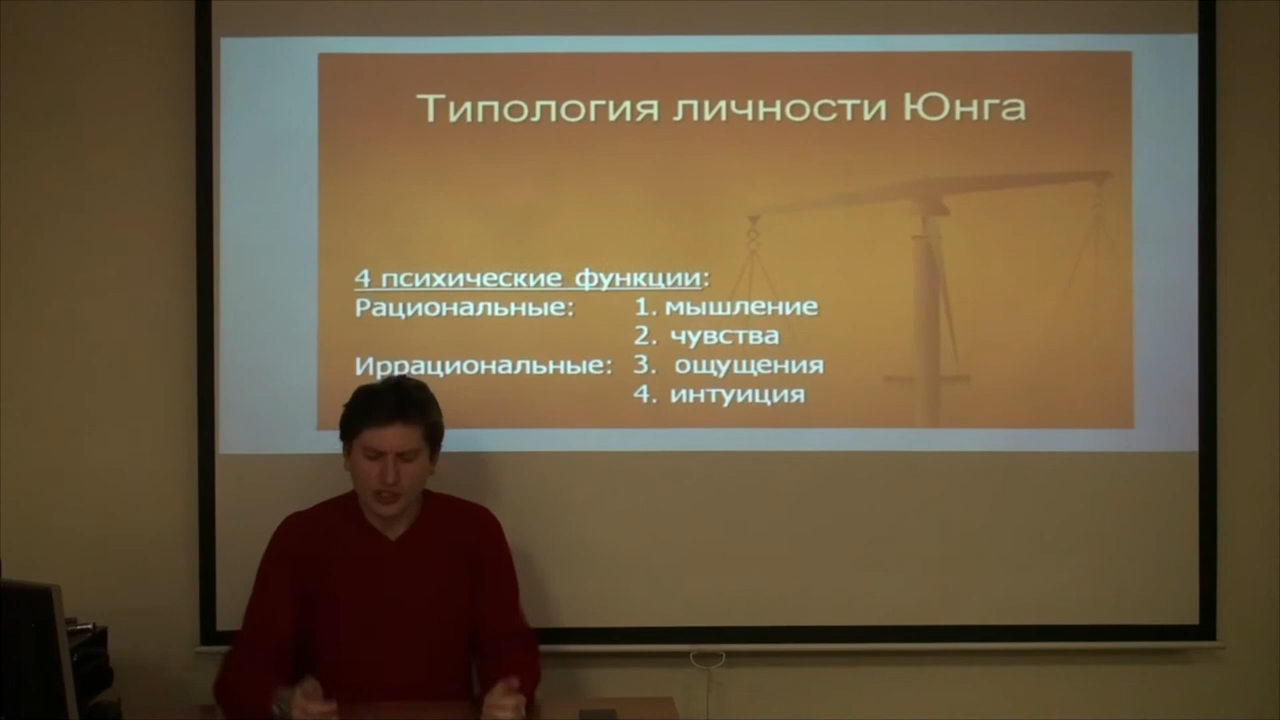 Типология личности Юнга
4 психические функции:
Рациональные: 1. мышление
2. чувства
Иррациональные: 3. ощущения
4. интуиция